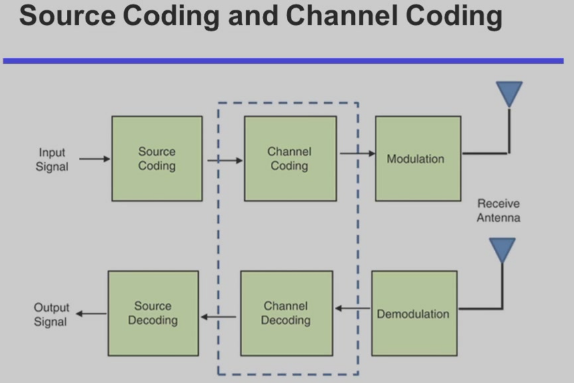 Source Coding and Channel Coding
Input
Signal
Source
Coding
Channel
Coding
Modulation
Receive
Antenna
Output
Signal
Source
Decoding
Channel
Decoding
Demodulation